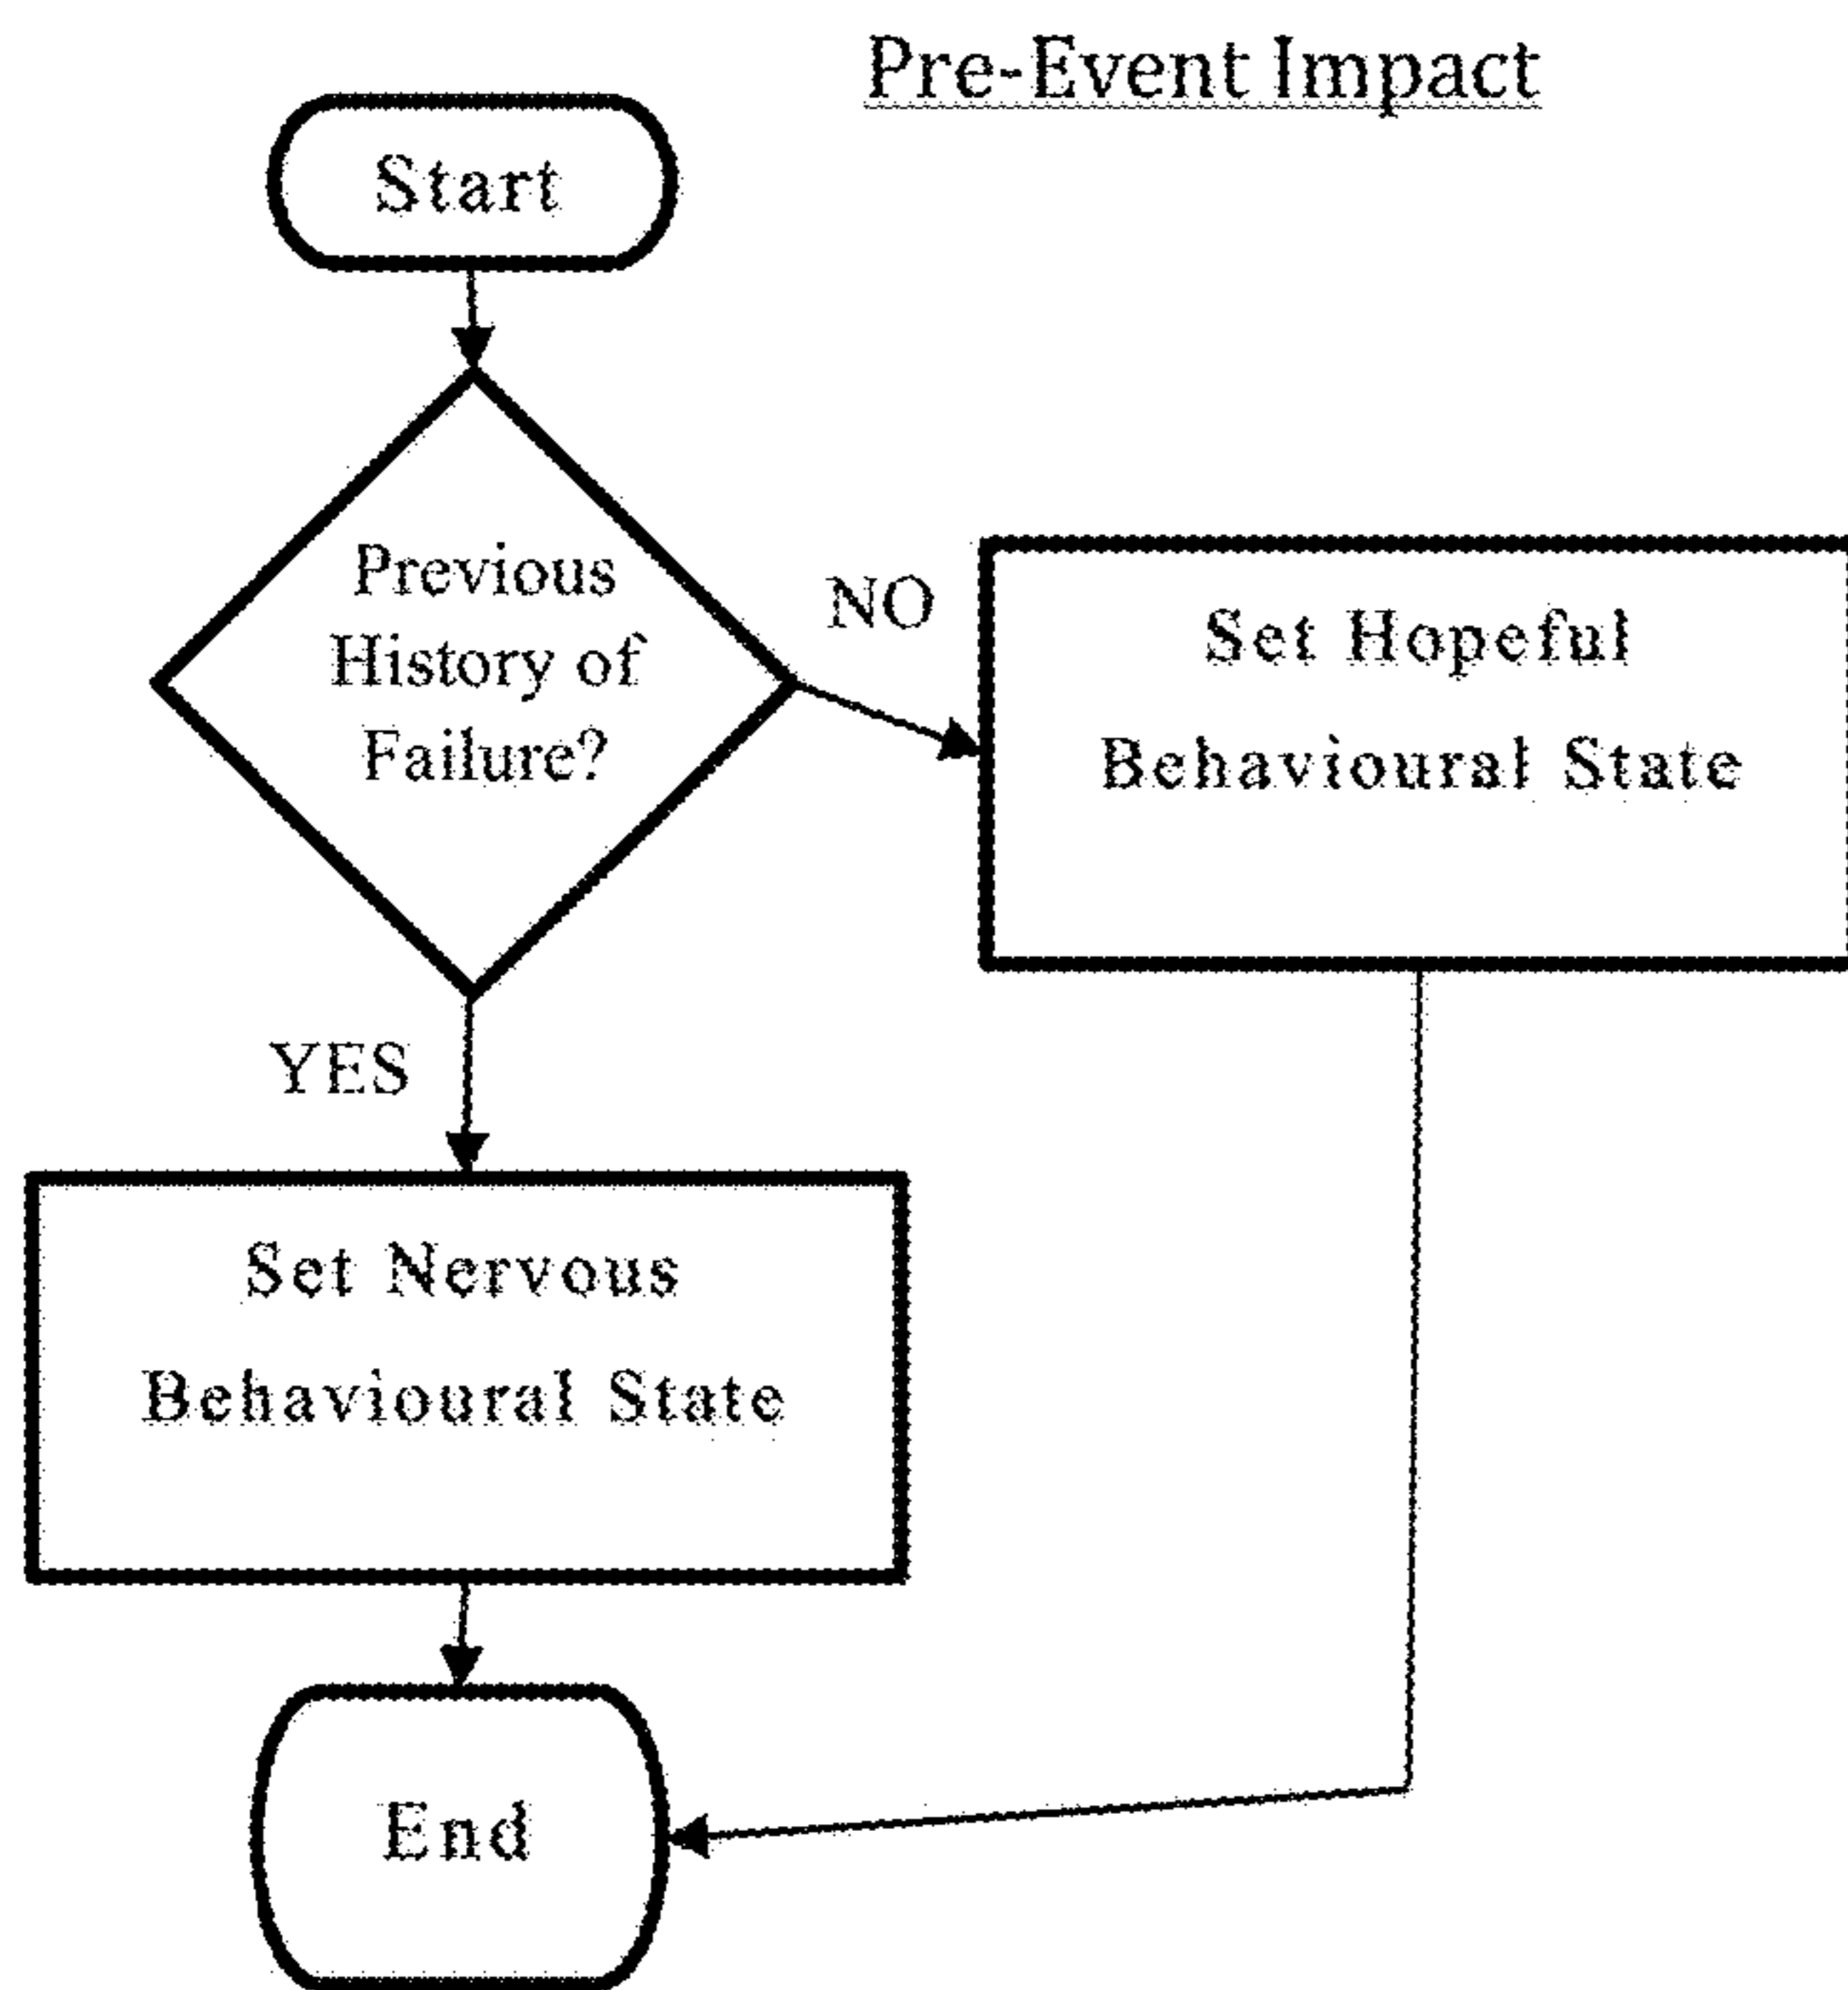 Pre-Event Impact
Start
Previous
History of
Failure?
NO
Set Hopeful
Behavioural State
YES
Set Nervous
Behavioural State
End